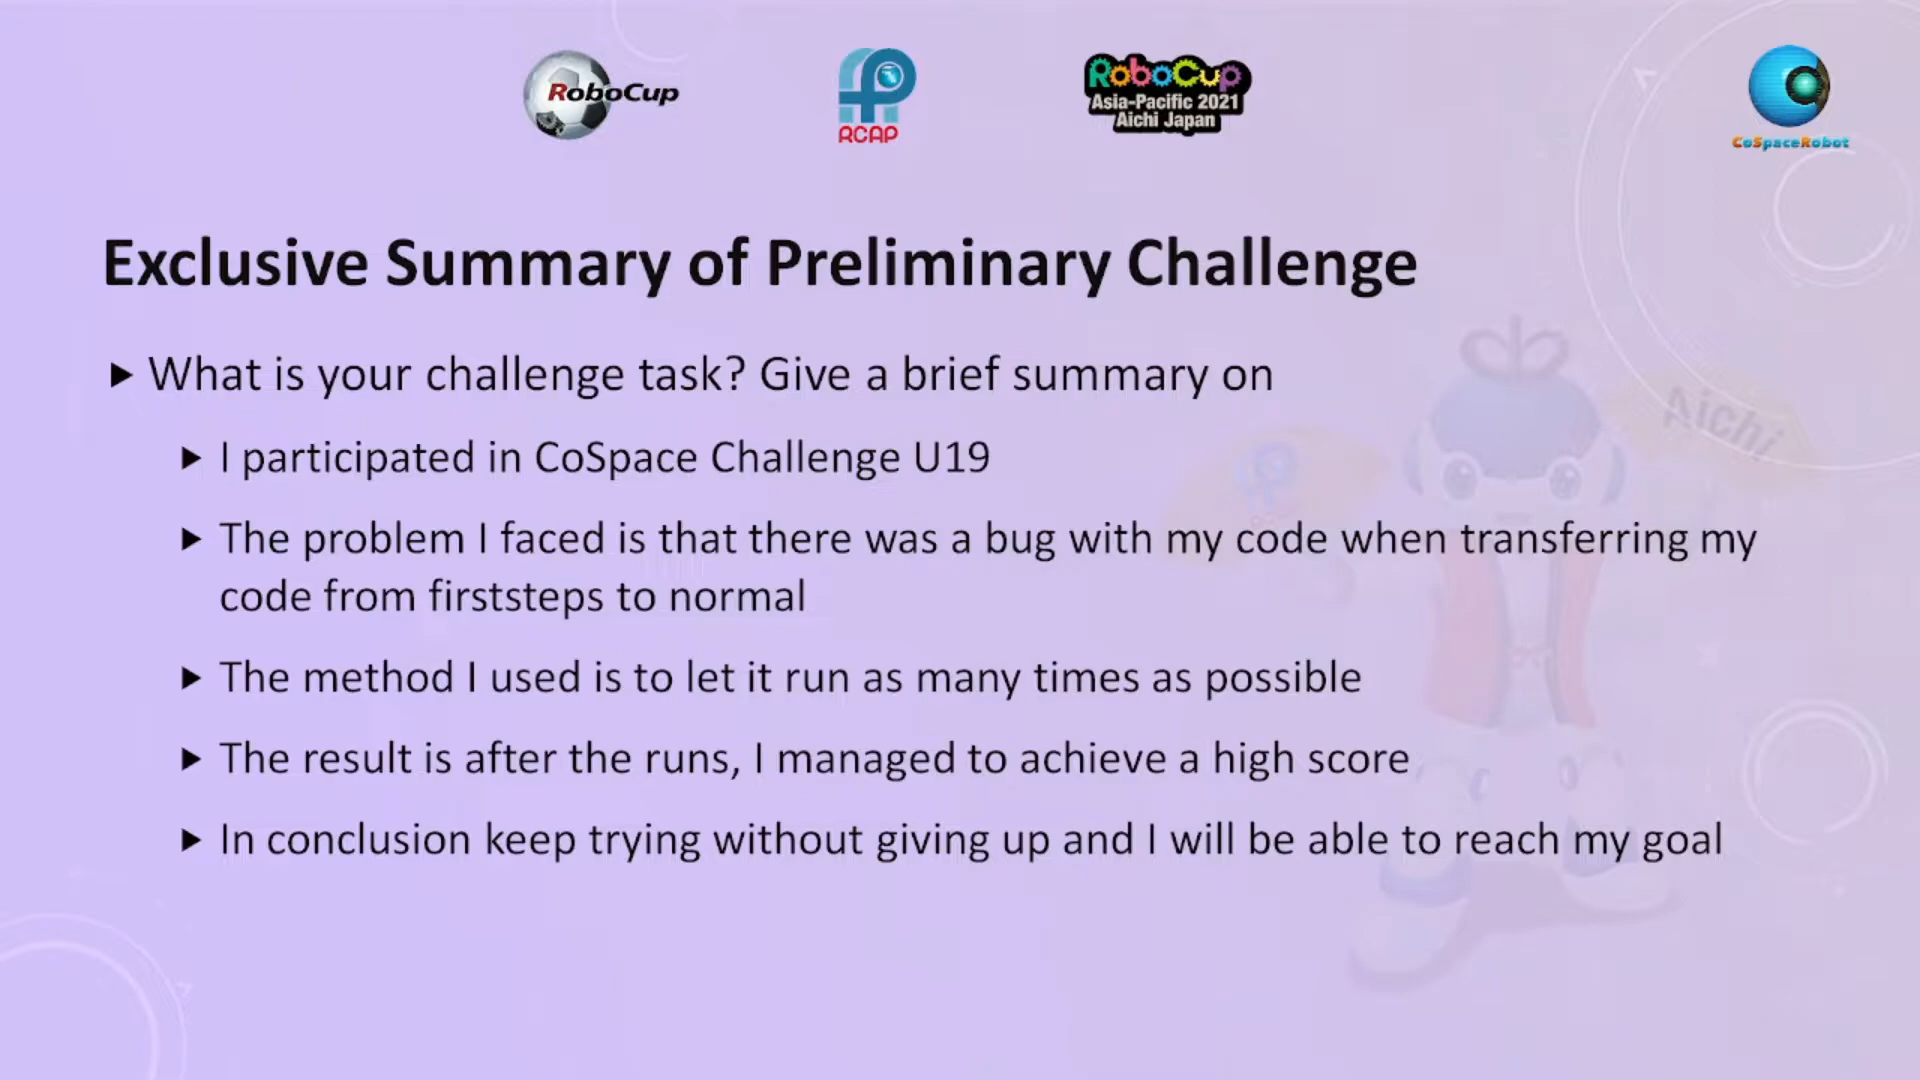 RoboCup
RCAP
RoboCup
Asia-Pacific 2021
Aichi Japan
CoSpaceRobot
Exclusive Summary of Preliminary Challenge
What is your challenge task? Give a brief summary on
I participated in CoSpace Challenge U19
The problem I faced is that there was a bug with my code when transferring my
code from firststeps to normal
The method I used is to let it run as many times as possible
The result is after the runs, I managed to achieve a high score
In conclusion keep trying without giving up and I will be able to reach my goal
Aichi